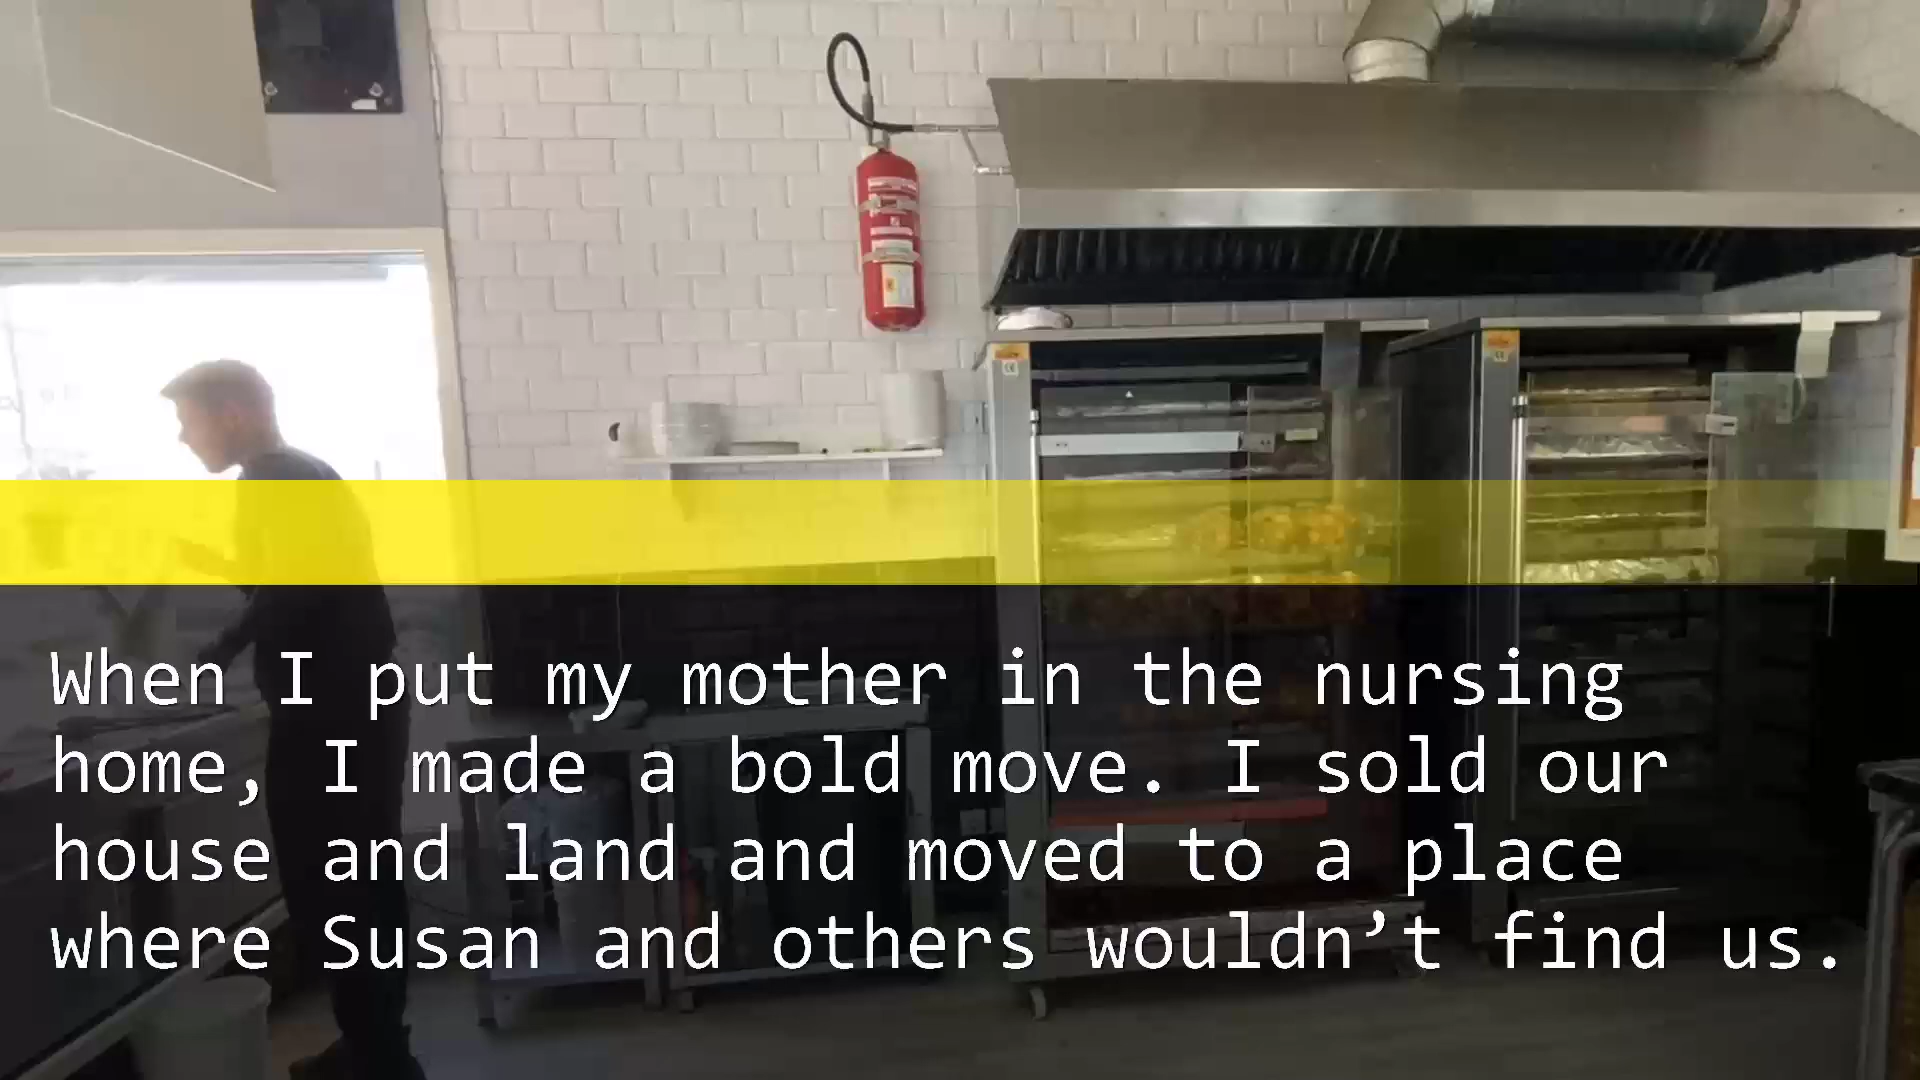 When I put my mother in the nursing
home, I made a bold move. I sold our
house and land and moved to a place
where Susan and others wouldn’t find us.